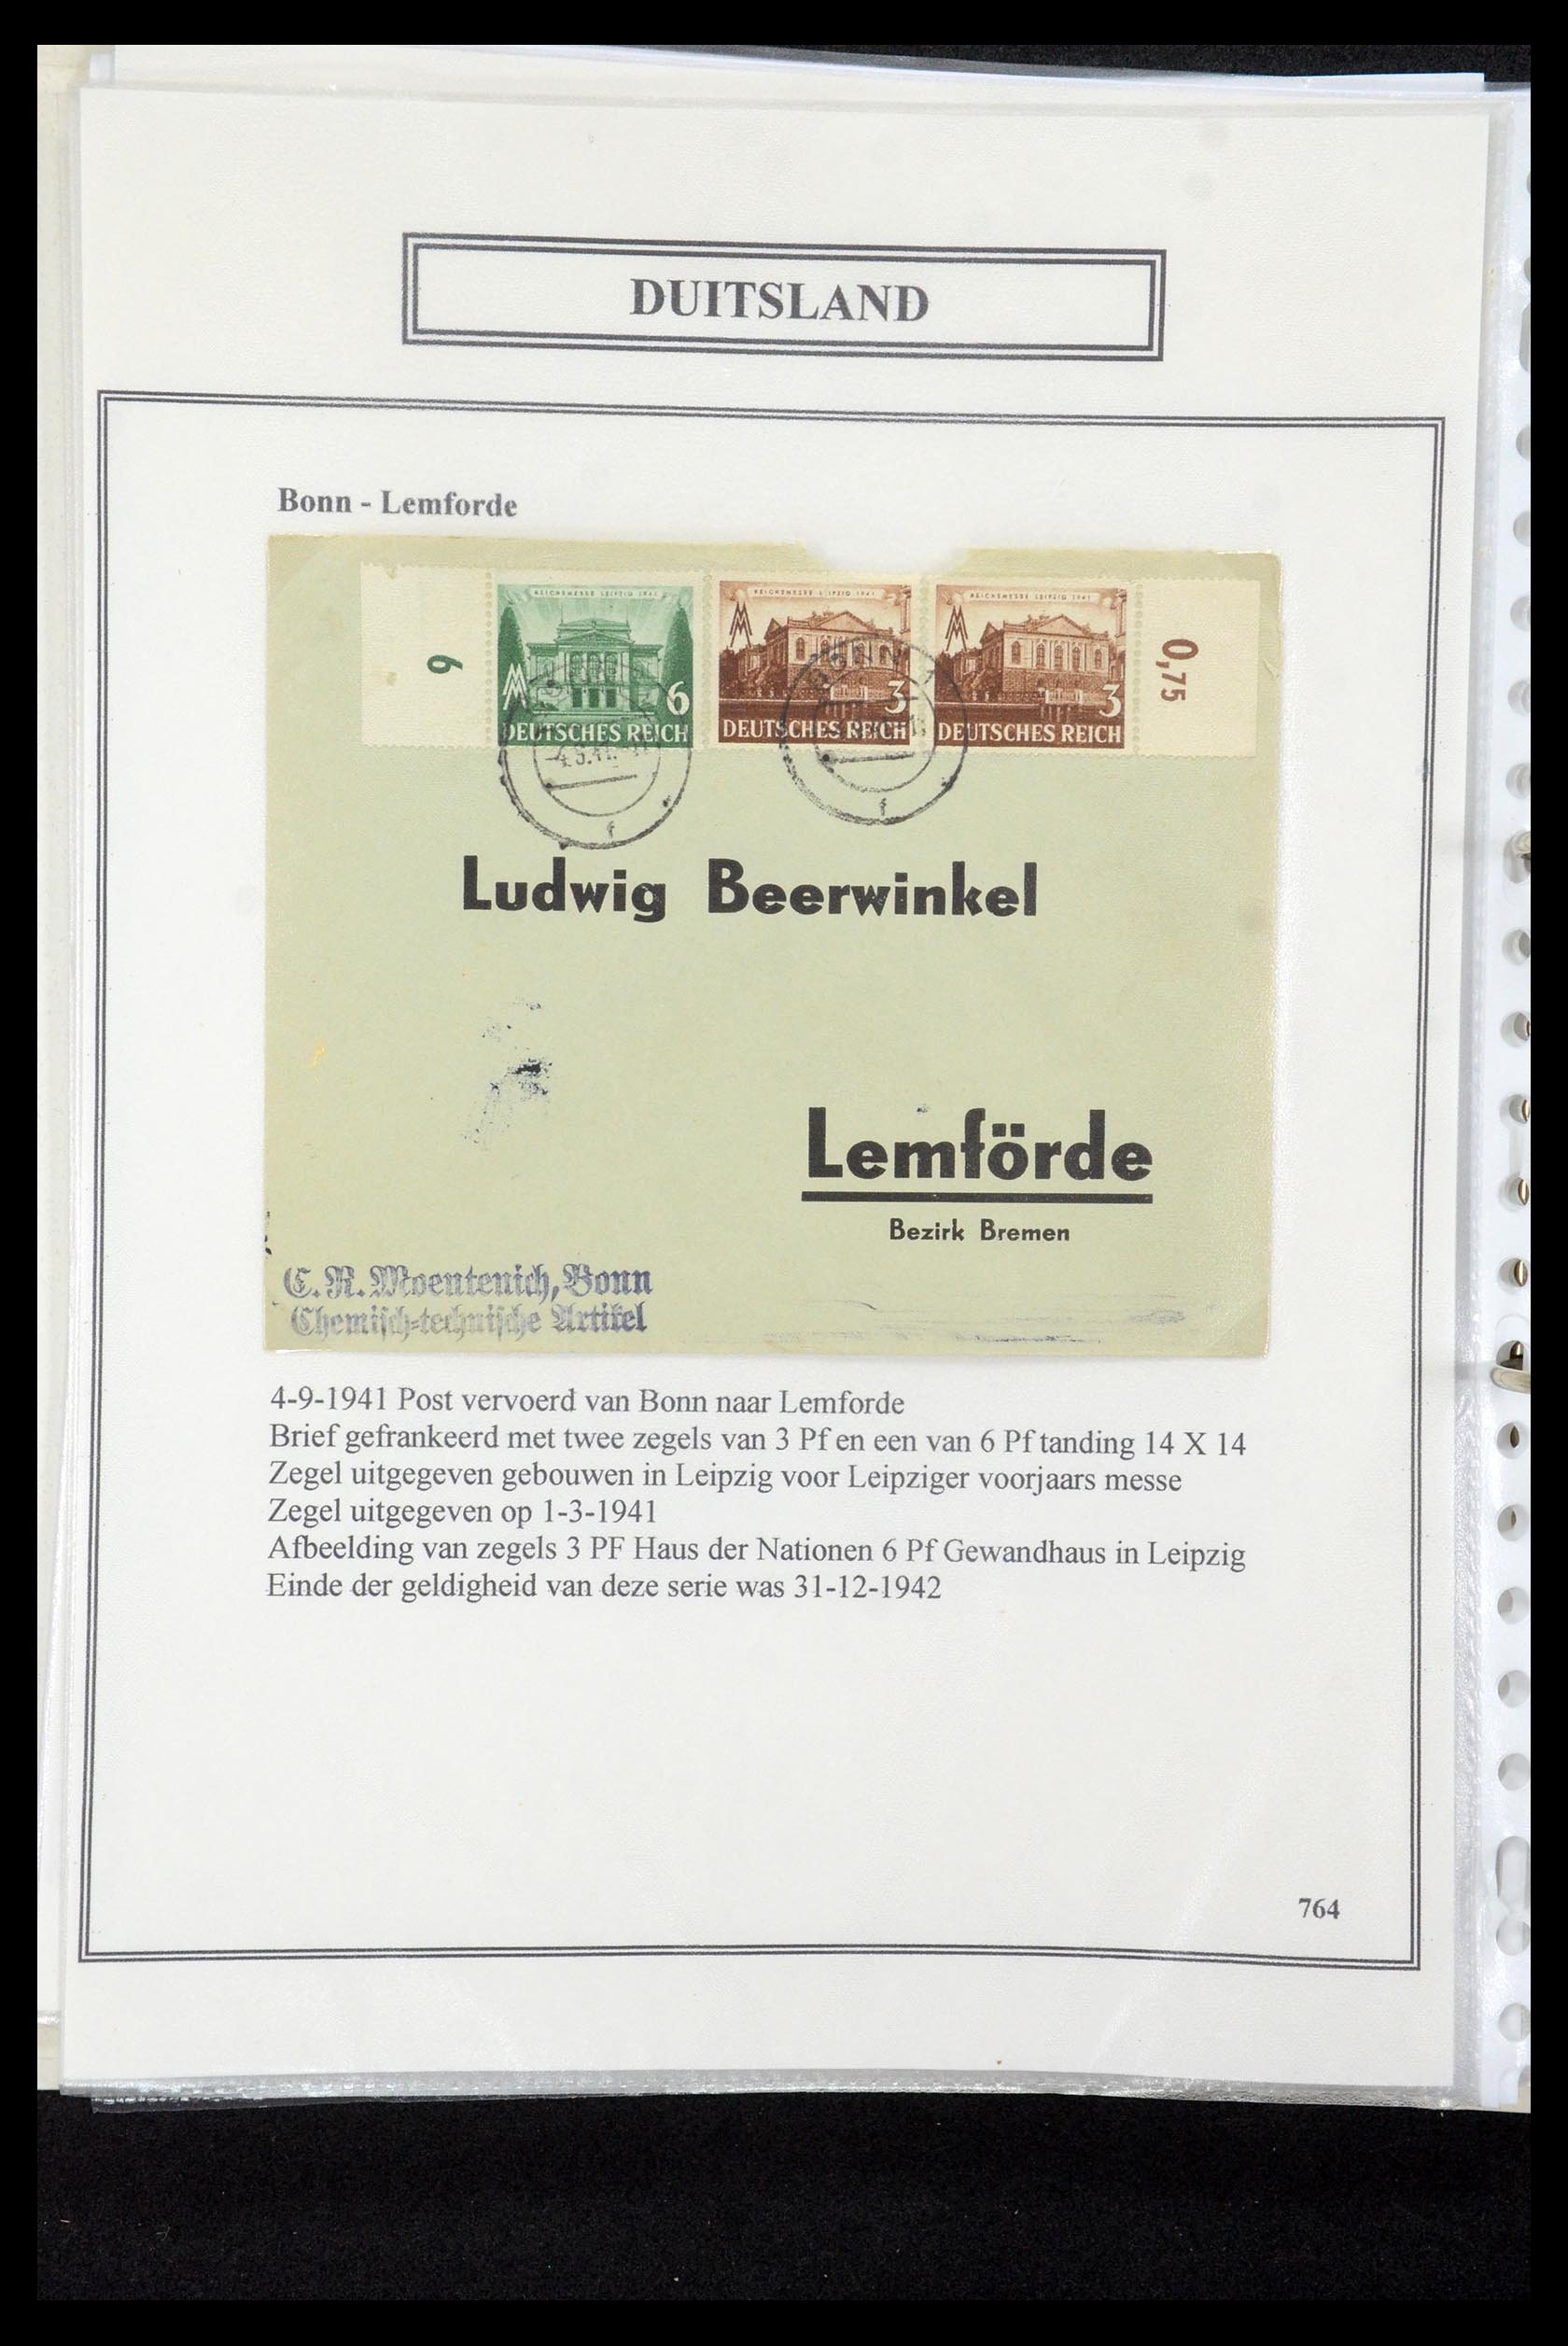 DUITSLAND
Bonn - Lemforde
REICHSMESSE LEIPZIG 1941
REICHSMESSE LEIPZIG 1941
REICHSMESSE LEIPZIG 1941
6
6
3
3
0,75
DEUTSCHES REICH
DEUTSCHES REICH
DEUTSCHES REICH
BONN
-4.9.41.
f
f
Ludwig Beerwinkel
Lemförde
Bezirk Bremen
C. R. Moentenich, Bonn
Chemisch-technische Artikel
4-9-1941 Post vervoerd van Bonn naar Lemforde
Brief gefrankeerd met twee zegels van 3 Pf en een van 6 Pf tanding 14 X 14
Zegel uitgegeven gebouwen in Leipzig voor Leipziger voorjaars messe
Zegel uitgegeven op 1-3-1941
Afbeelding van zegels 3 PF Haus der Nationen 6 Pf Gewandhaus in Leipzig
Einde der geldigheid van deze serie was 31-12-1942
764